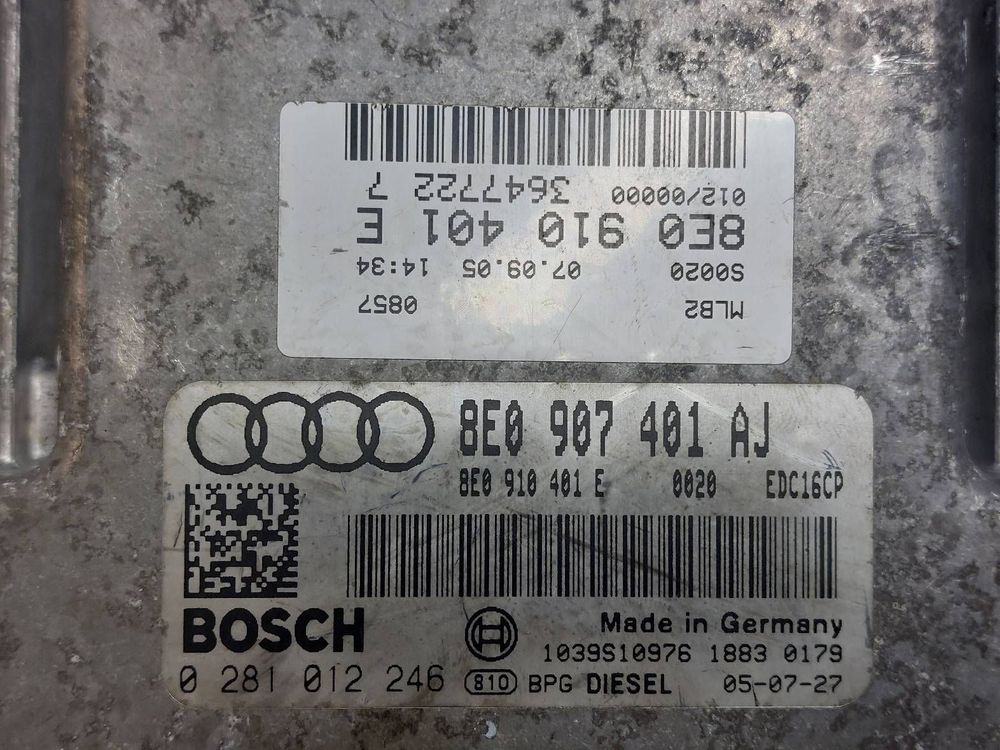 MLB2 0857
S0020 07.09.05 14:34
8E0 910 401 E
012/00000 3647722 7
8E0 907 401 AJ
8E0 910 401 E 0020 EDC16CP
BOSCH
Made in Germany
1039S10976 1883 0179
0 281 012 246 810 BPG DIESEL 05-07-27